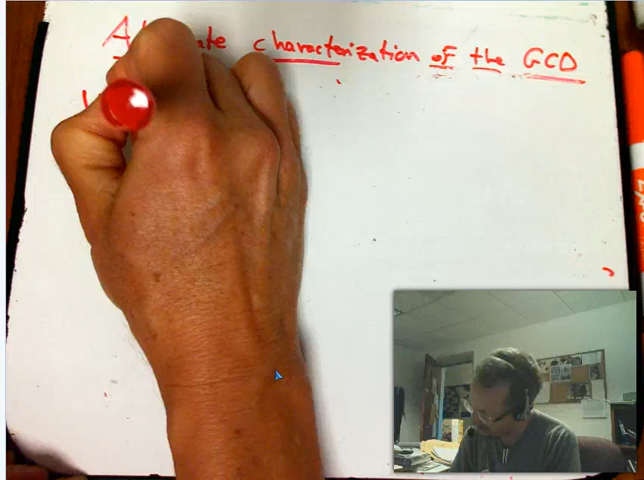 characterization of the GCD